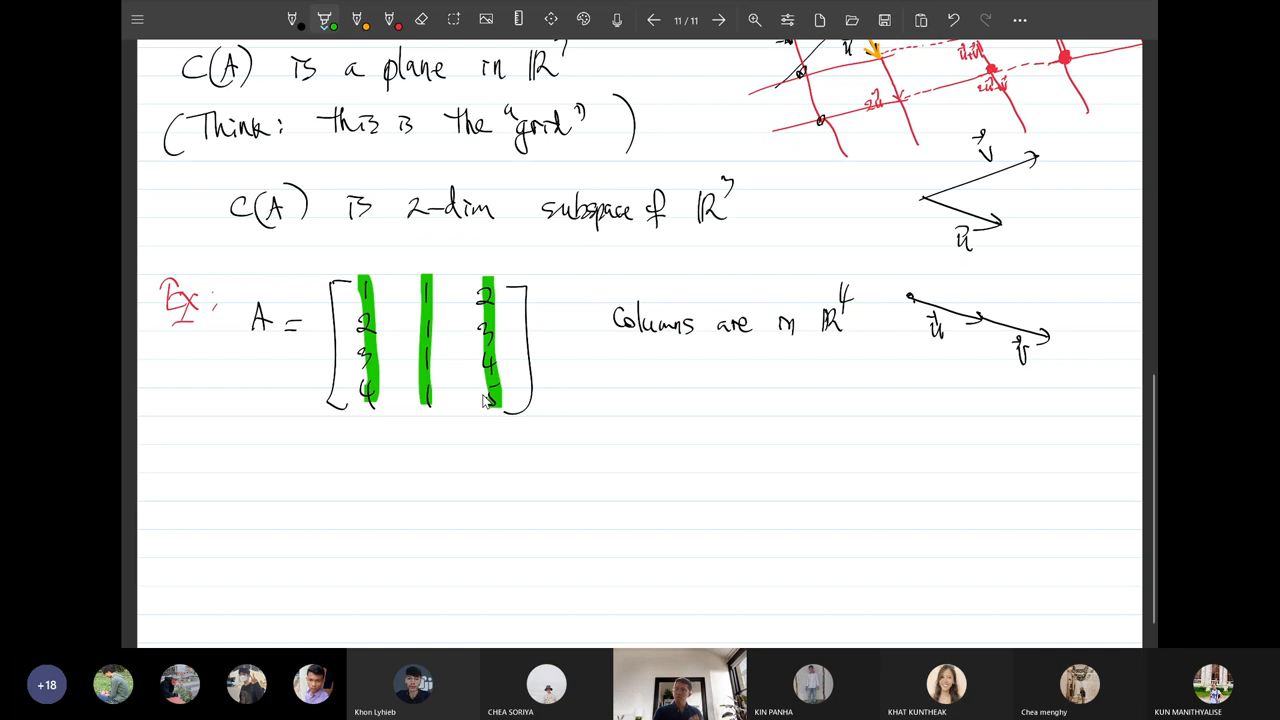 11 / 11
C(A) is a plane in ℝ³
(Think: this is the "grid")
C(A) is 2-dim subspace of ℝ³
Ex:
A = [ 1 1 2
2 1 3
3 1 4
4 1 5 ]
Columns are in ℝ⁴
u⃗
2u⃗
v⃗
u⃗
u⃗
v⃗
+18
Khon Lyhieb
CHEA SORIYA
KIN PANHA
KHAT KUNTHEAK
Chea menghy
KUN MANITHYALISE